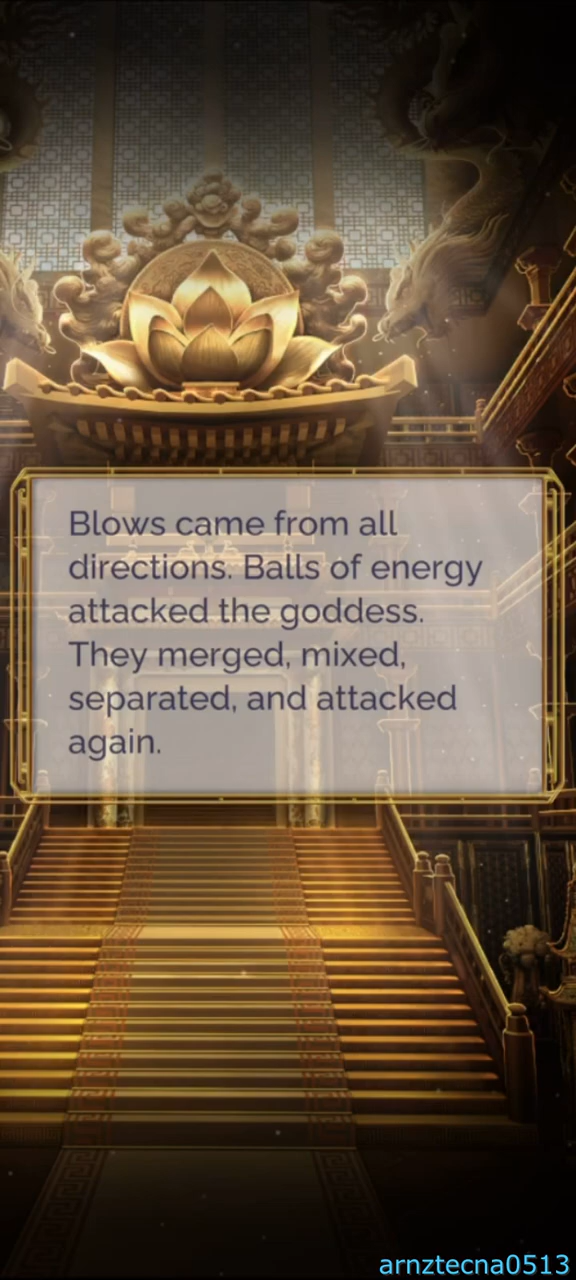 Blows came from all
directions. Balls of energy
attacked the goddess.
They merged, mixed,
separated, and attacked
again.
arnztecna0513